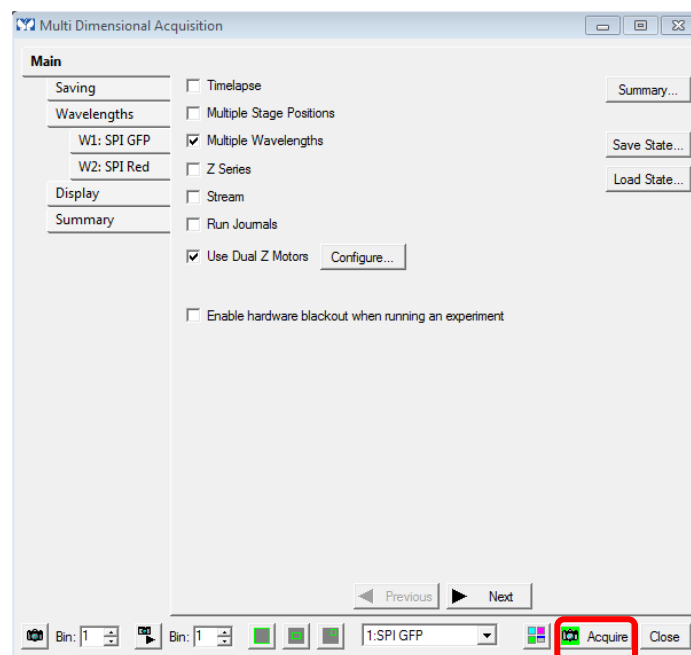 Multi Dimensional Acquisition
Main
Saving
Wavelengths
W1: SPI GFP
W2: SPI Red
Display
Summary
Timelapse
Multiple Stage Positions
Multiple Wavelengths
Z Series
Stream
Run Journals
Use Dual Z Motors Configure...
Enable hardware blackout when running an experiment
Summary...
Save State...
Load State...
Previous Next
Bin: 1 Bin: 1 1:SPI GFP Acquire Close